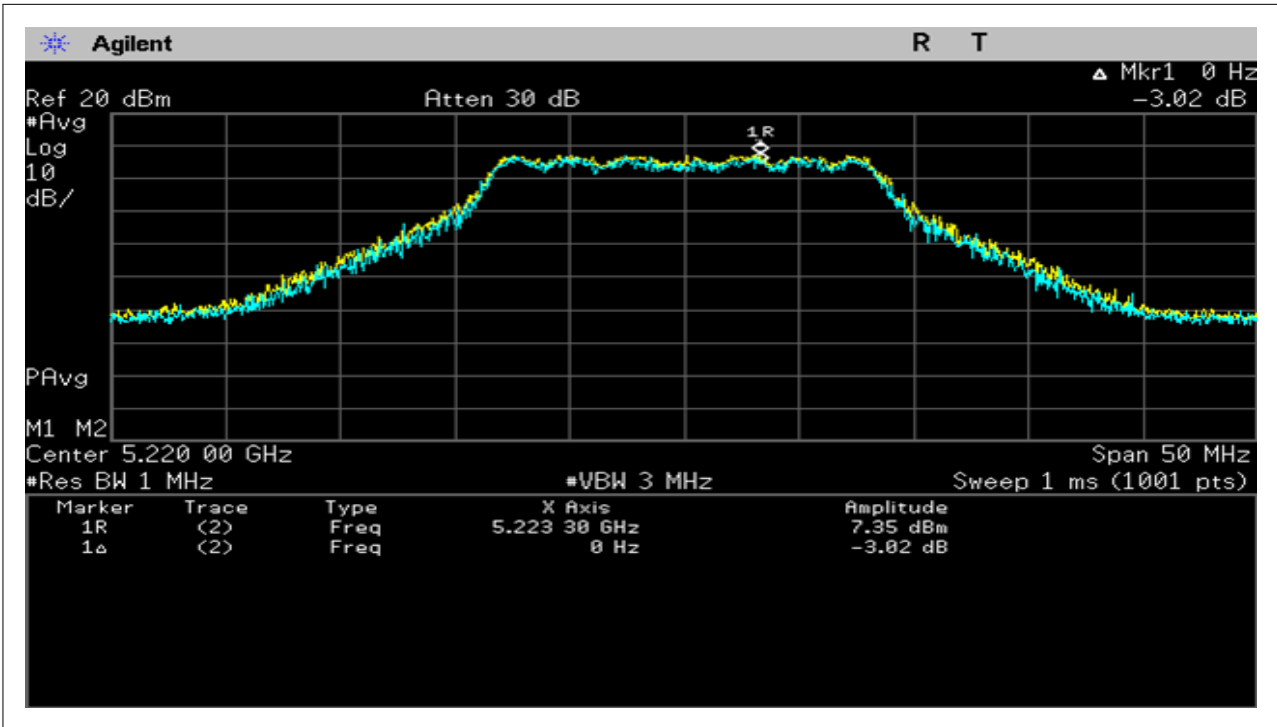 Agilent R T
Δ Mkr1 0 Hz
Ref 20 dBm Atten 30 dB -3.02 dB
#Avg
Log
10
dB/
1R
PAvg
M1 M2
Center 5.220 00 GHz Span 50 MHz
#Res BW 1 MHz #VBW 3 MHz Sweep 1 ms (1001 pts)
Marker Trace Type X Axis Amplitude
1R (2) Freq 5.223 30 GHz 7.35 dBm
1Δ (2) Freq 0 Hz -3.02 dB